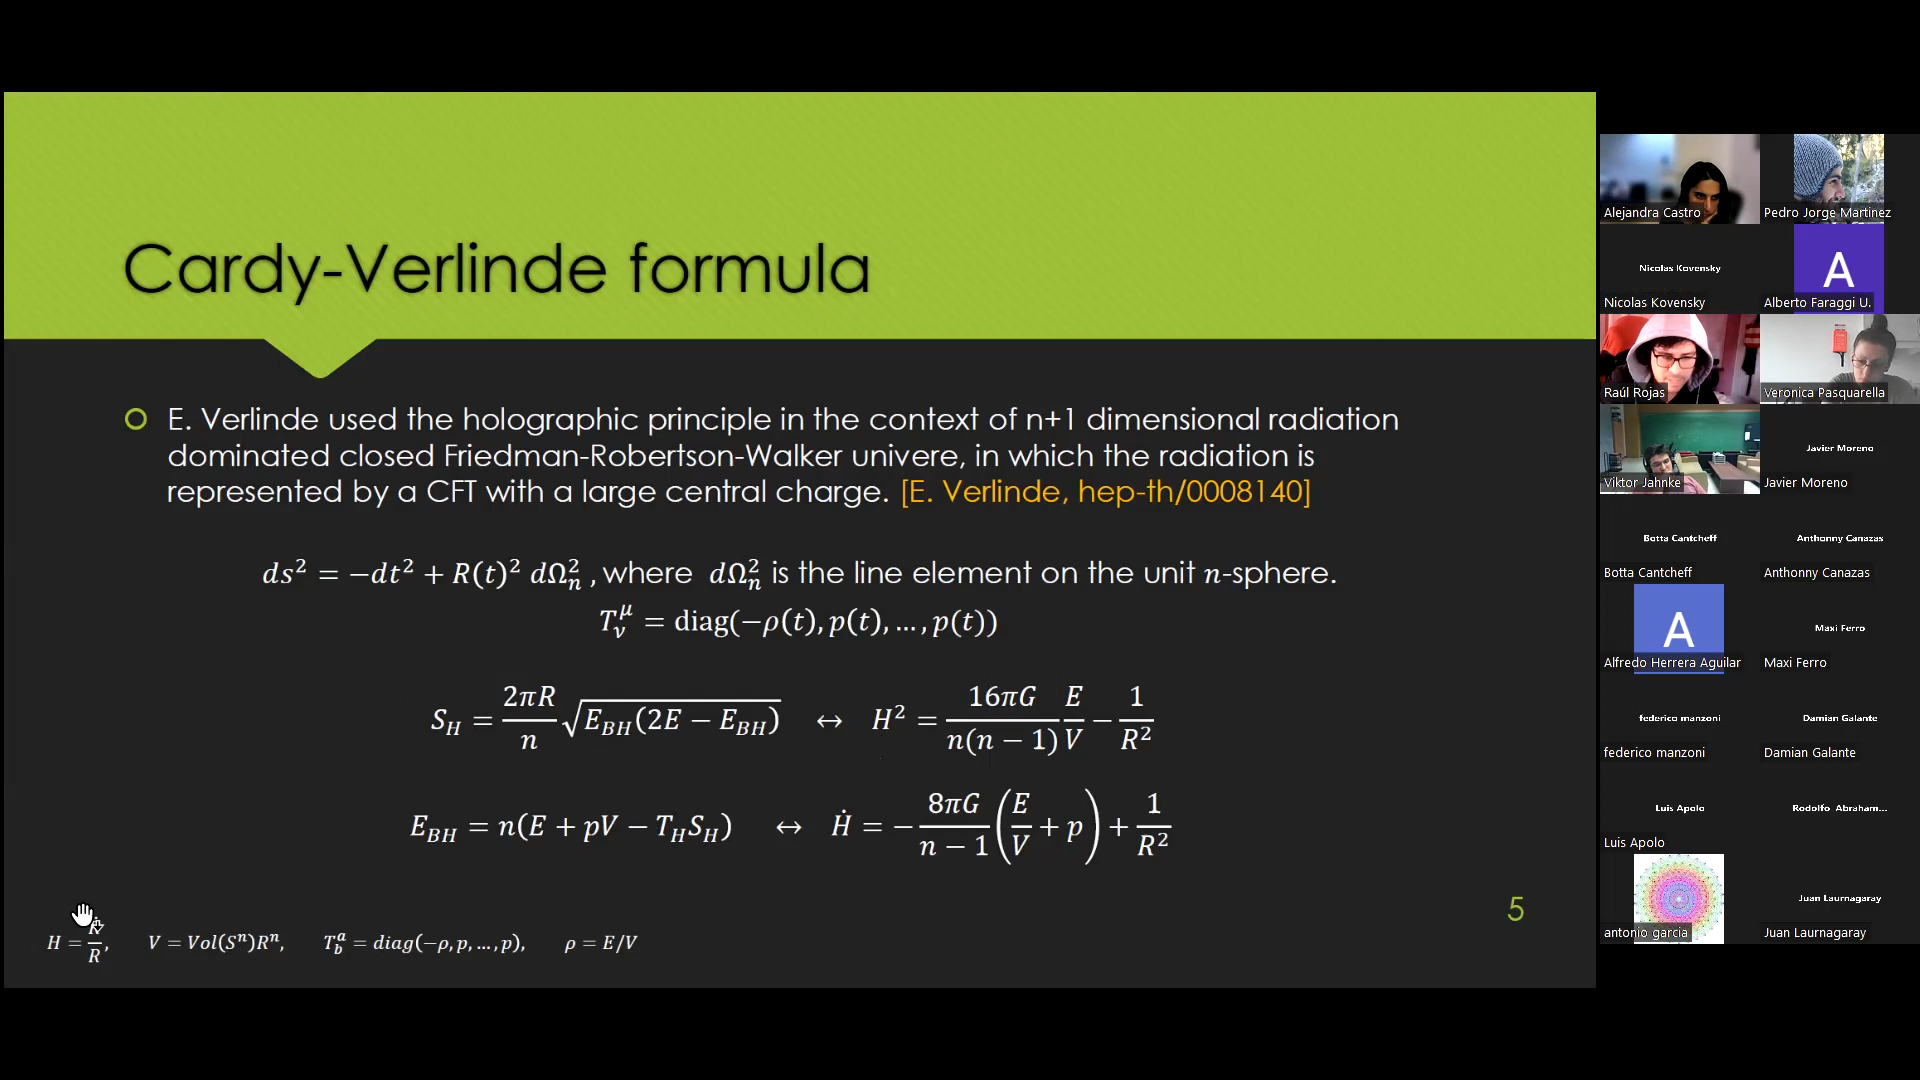 Cardy-Verlinde formula
E. Verlinde used the holographic principle in the context of n+1 dimensional radiation
dominated closed Friedman-Robertson-Walker univere, in which the radiation is
represented by a CFT with a large central charge. [E. Verlinde, hep-th/0008140]
ds² = −dt² + R(t)² dΩ²ₙ , where dΩ²ₙ is the line element on the unit n-sphere.
T^μ_ν = diag(−ρ(t), p(t), …, p(t))
S_H = 2πR/n √(E_BH(2E − E_BH)) ↔ H² = 16πG/(n(n − 1)) E/V − 1/R²
E_BH = n(E + pV − T_H S_H) ↔ Ḣ = − 8πG/(n − 1) (E/V + p) + 1/R²
5
H = Ṙ/R, V = Vol(Sⁿ)Rⁿ, T^a_b = diag(−ρ, p, …, p), ρ = E/V
Alejandra Castro
Pedro Jorge Martinez
Nicolas Kovensky
Nicolas Kovensky
A
Alberto Faraggi U.
Raúl Rojas
Veronica Pasquarella
Viktor Jahnke
Javier Moreno
Javier Moreno
Botta Cantcheff
Botta Cantcheff
Anthonny Canazas
Anthonny Canazas
A
Alfredo Herrera Aguilar
Maxi Ferro
Maxi Ferro
federico manzoni
federico manzoni
Damian Galante
Damian Galante
Luis Apolo
Luis Apolo
Rodolfo Abraham...
antonio garcia
Juan Laurnagaray
Juan Laurnagaray